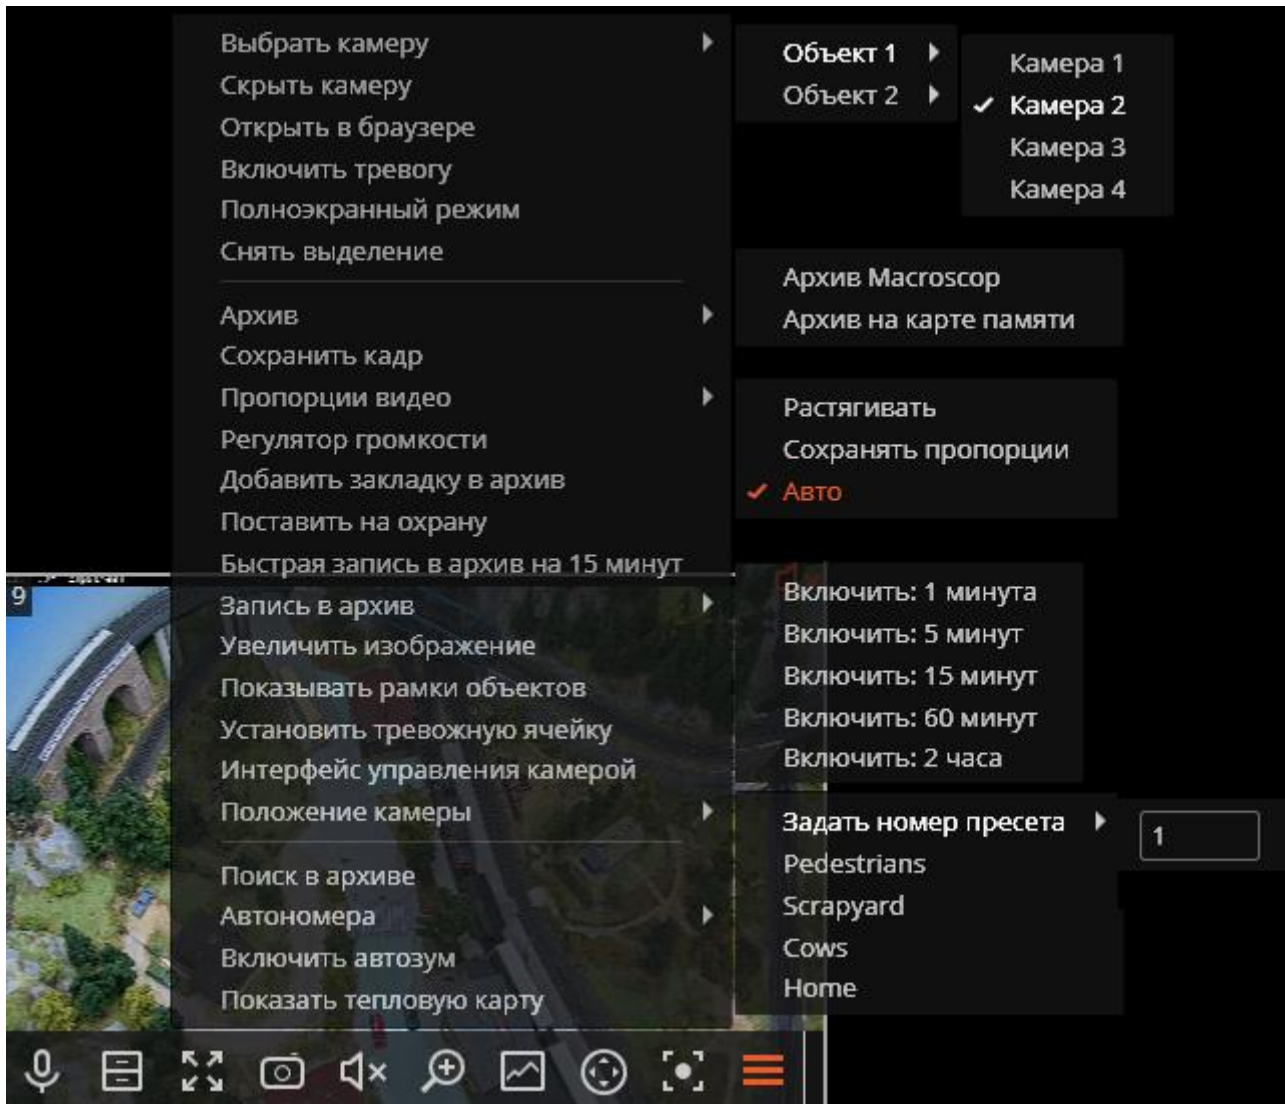 Выбрать камеру
Скрыть камеру
Открыть в браузере
Включить тревогу
Полноэкранный режим
Снять выделение
Архив
Сохранить кадр
Пропорции видео
Регулятор громкости
Добавить закладку в архив
Поставить на охрану
Быстрая запись в архив на 15 минут
Запись в архив
Увеличить изображение
Показывать рамки объектов
Установить тревожную ячейку
Интерфейс управления камерой
Положение камеры
Поиск в архиве
Автономера
Включить автозум
Показать тепловую карту
Объект 1
Объект 2
Камера 1
Камера 2
Камера 3
Камера 4
Архив Macroscop
Архив на карте памяти
Растягивать
Сохранять пропорции
Авто
Включить: 1 минута
Включить: 5 минут
Включить: 15 минут
Включить: 60 минут
Включить: 2 часа
Задать номер пресета
1
Pedestrians
Scrapyard
Cows
Home
9